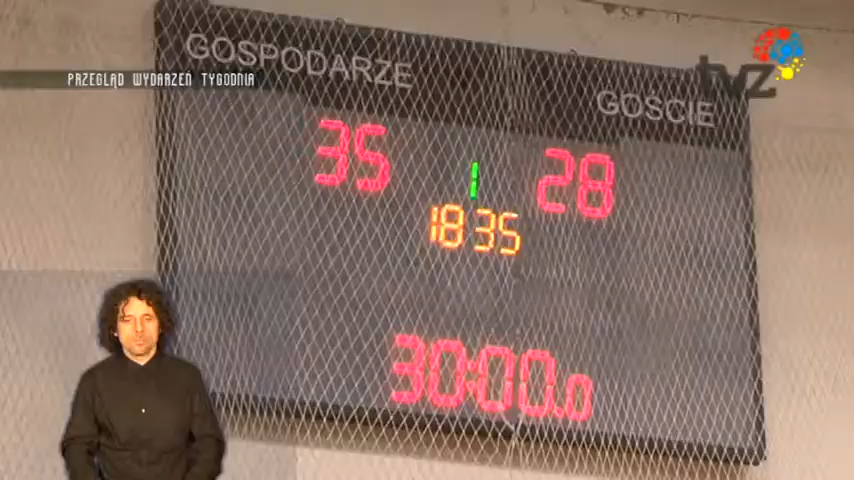 GOSPODARZE
GOŚCIE
tvz
PRZEGLĄD WYDARZEŃ TYGODNIA
35
1
28
18 35
30:00.0